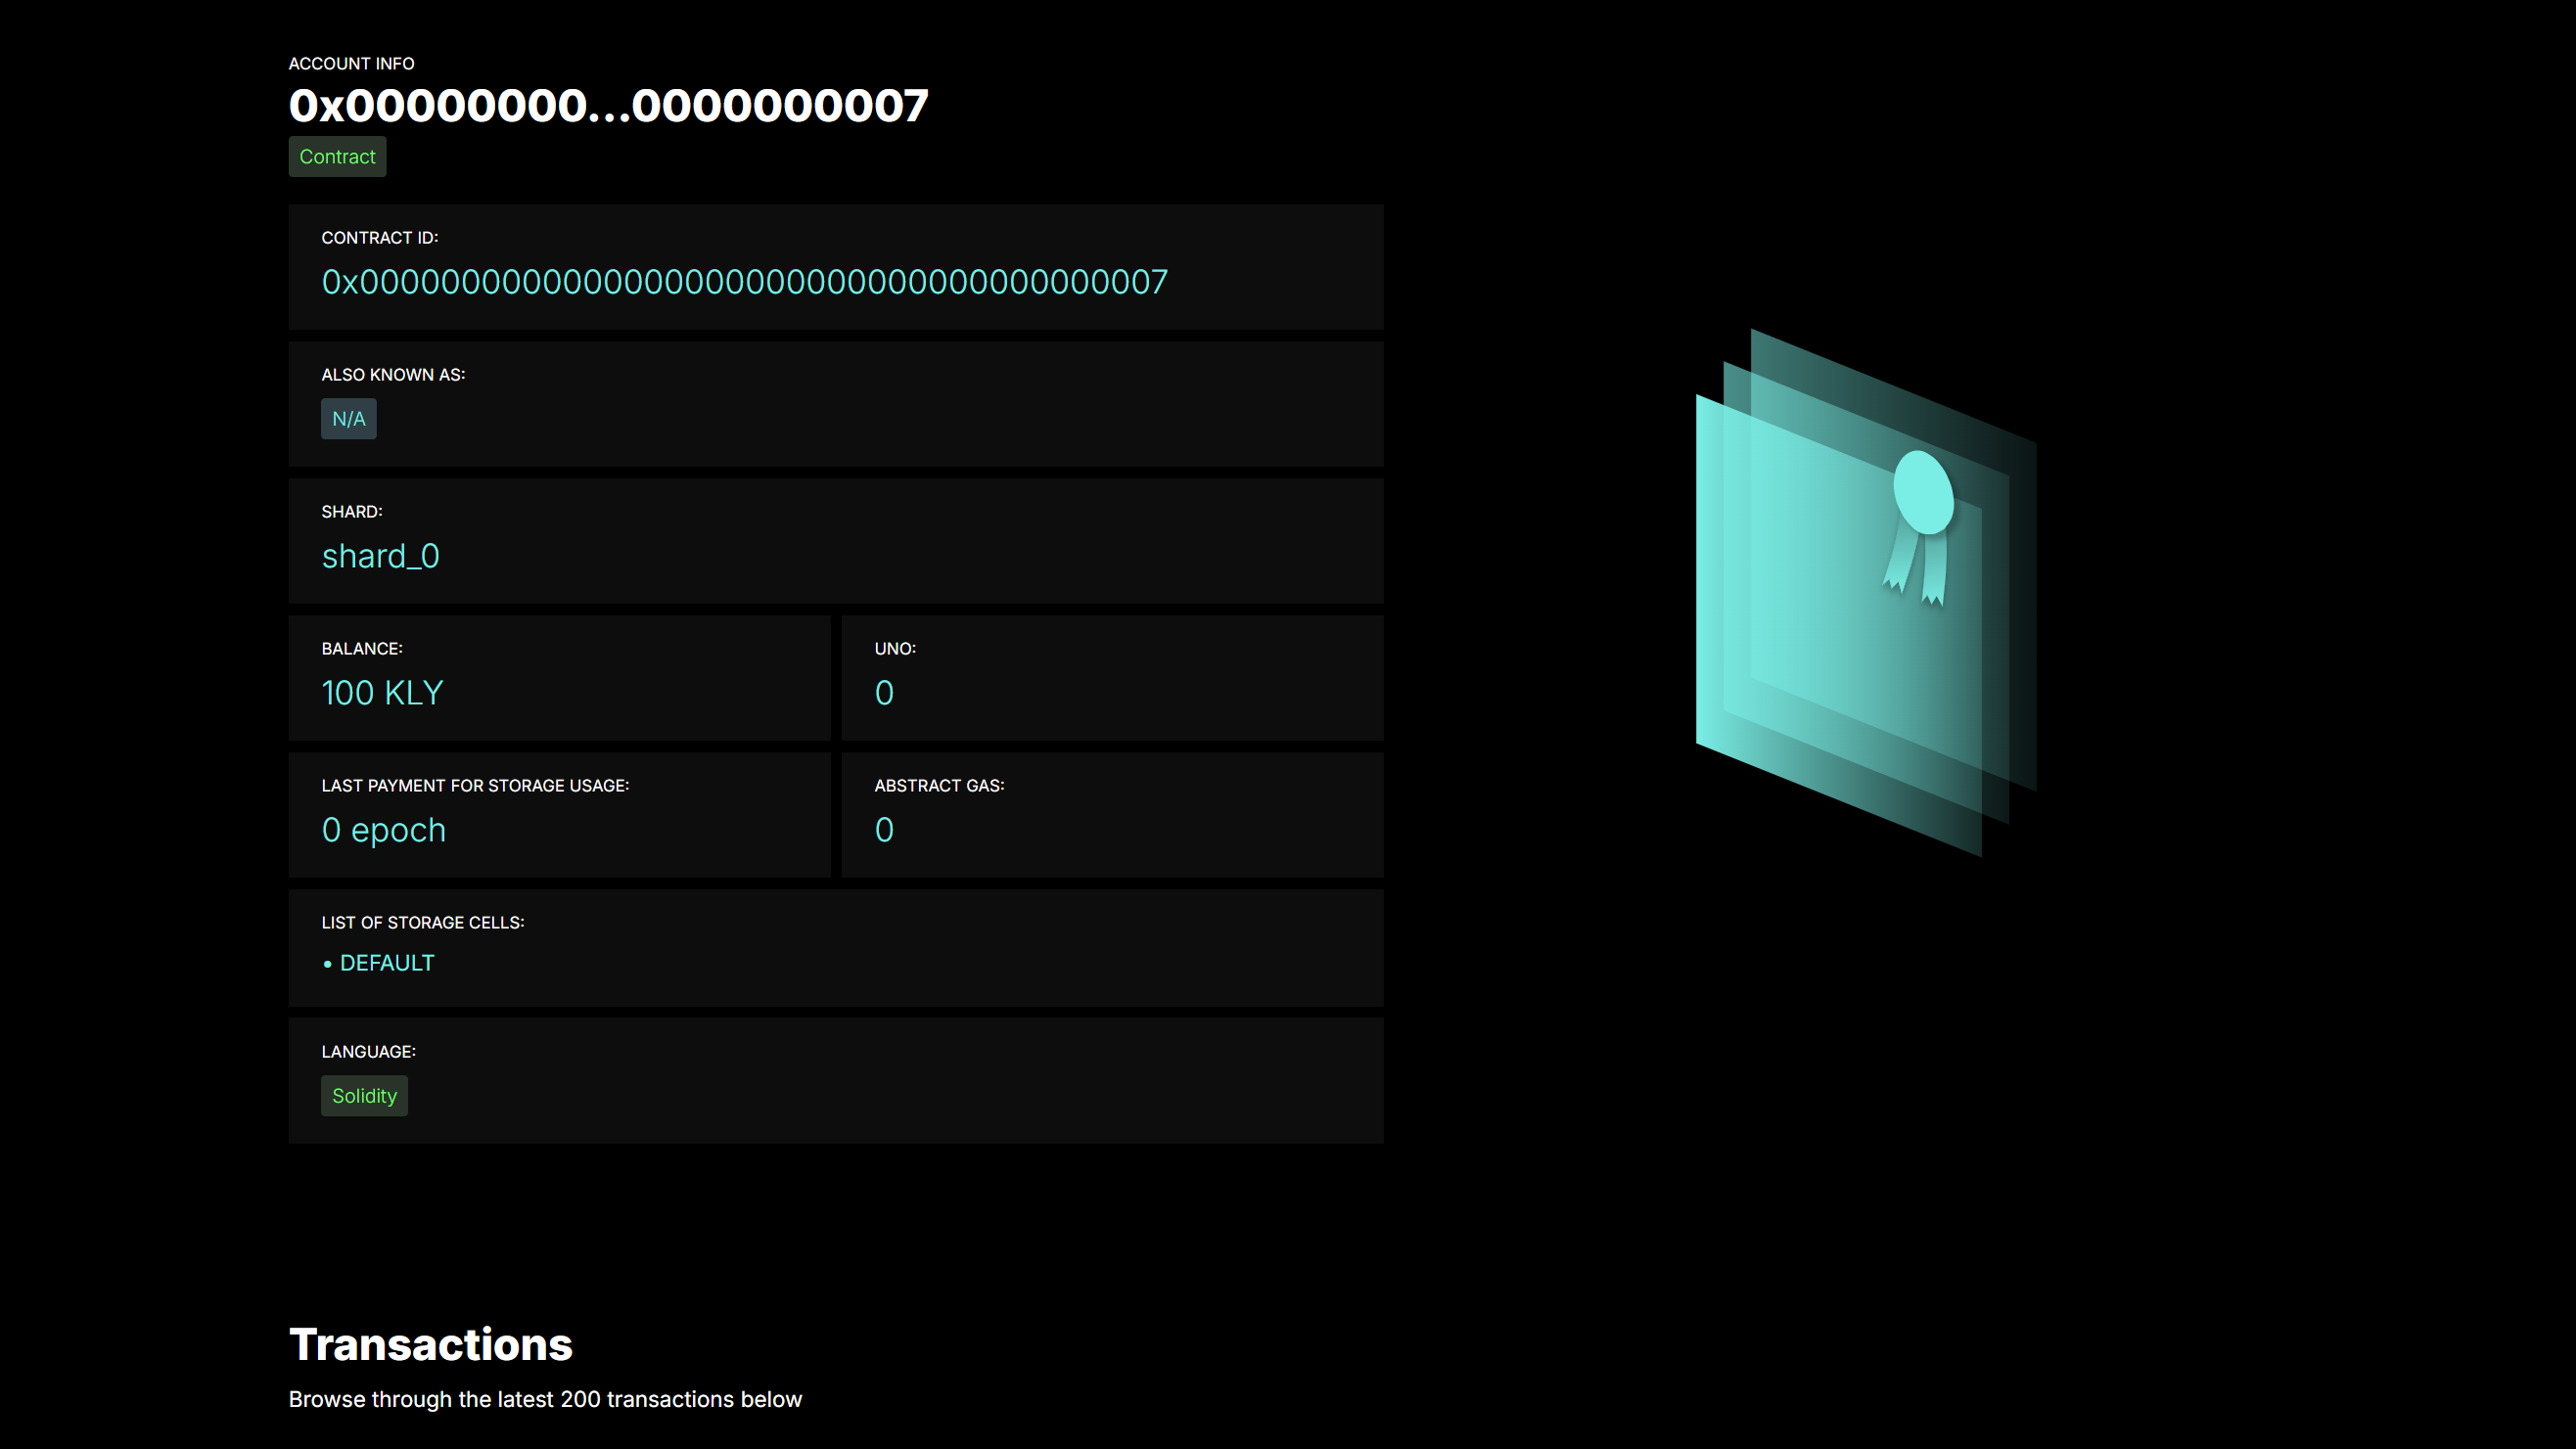 ACCOUNT INFO
0x00000000...0000000007
Contract
CONTRACT ID:
0x0000000000000000000000000000000000000007
ALSO KNOWN AS:
N/A
SHARD:
shard_0
BALANCE:
100 KLY
UNO:
0
LAST PAYMENT FOR STORAGE USAGE:
0 epoch
ABSTRACT GAS:
0
LIST OF STORAGE CELLS:
• DEFAULT
LANGUAGE:
Solidity
Transactions
Browse through the latest 200 transactions below